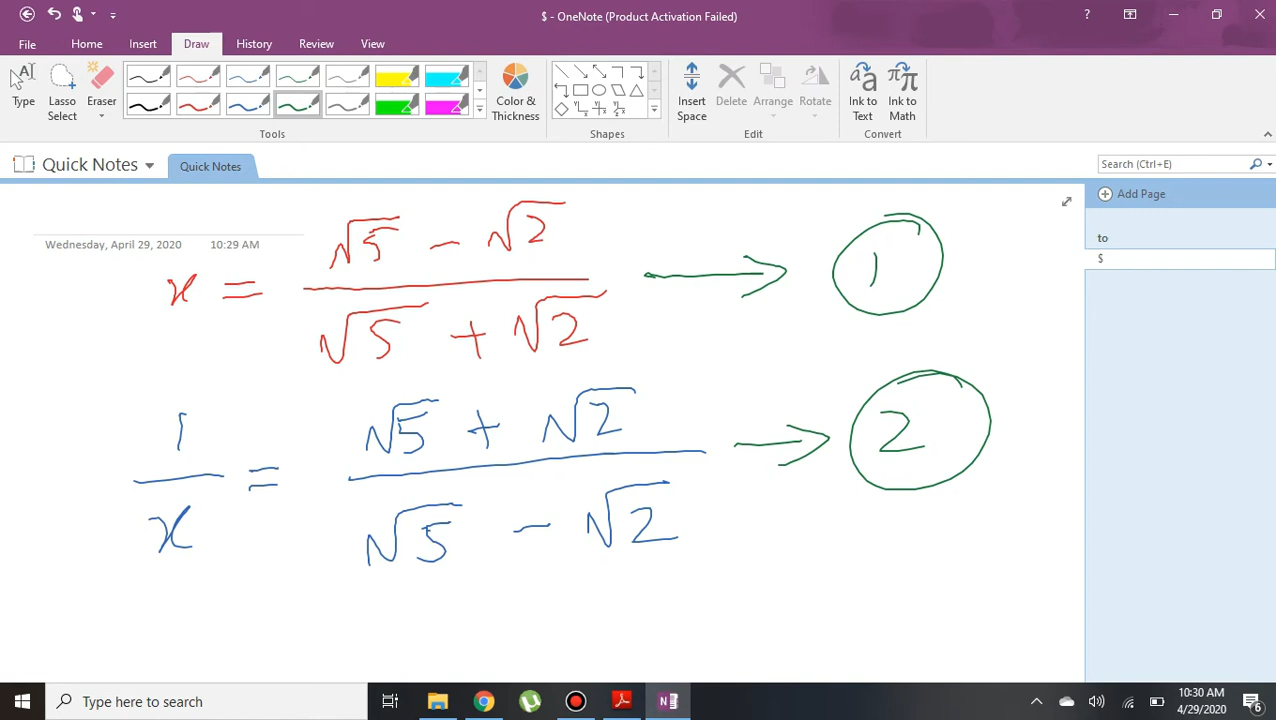 $ - OneNote (Product Activation Failed)
?
File Home Insert Draw History Review View
Type Lasso Select Eraser Color & Thickness Insert Space Delete Arrange Rotate Ink to Text Ink to Math
Tools Shapes Edit Convert
Quick Notes Quick Notes Search (Ctrl+E)
Add Page
to
$
Wednesday, April 29, 2020 10:29 AM
x = (√5 - √2) / (√5 + √2) → 1
1/x = (√5 + √2) / (√5 - √2) → 2
Type here to search
10:30 AM
4/29/2020
6